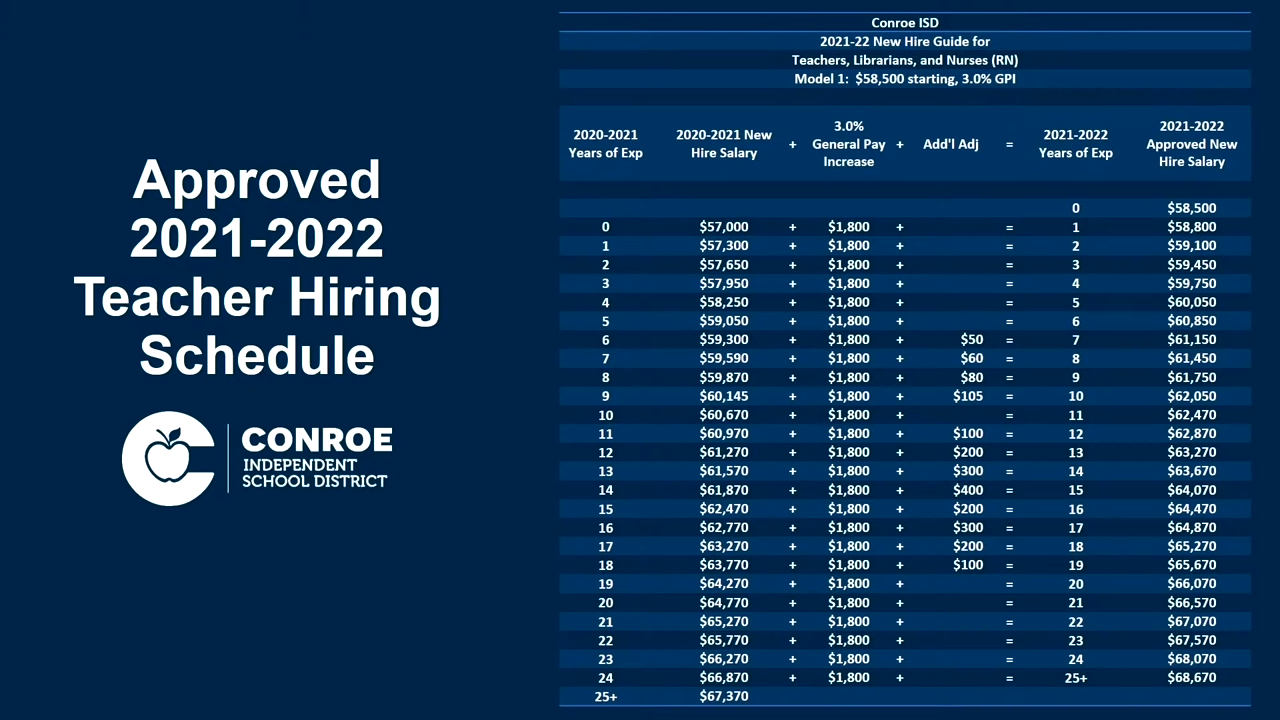 Approved
2021-2022
Teacher Hiring
Schedule
CONROE
INDEPENDENT
SCHOOL DISTRICT
Conroe ISD
2021-22 New Hire Guide for
Teachers, Librarians, and Nurses (RN)
Model 1: $58,500 starting, 3.0% GPI
2020-2021 Years of Exp 2020-2021 New Hire Salary + 3.0% General Pay Increase + Add'l Adj = 2021-2022 Years of Exp 2021-2022 Approved New Hire Salary
0 $58,500
0 $57,000 + $1,800 + = 1 $58,800
1 $57,300 + $1,800 + = 2 $59,100
2 $57,650 + $1,800 + = 3 $59,450
3 $57,950 + $1,800 + = 4 $59,750
4 $58,250 + $1,800 + = 5 $60,050
5 $59,050 + $1,800 + = 6 $60,850
6 $59,300 + $1,800 + $50 = 7 $61,150
7 $59,590 + $1,800 + $60 = 8 $61,450
8 $59,870 + $1,800 + $80 = 9 $61,750
9 $60,145 + $1,800 + $105 = 10 $62,050
10 $60,670 + $1,800 + = 11 $62,470
11 $60,970 + $1,800 + $100 = 12 $62,870
12 $61,270 + $1,800 + $200 = 13 $63,270
13 $61,570 + $1,800 + $300 = 14 $63,670
14 $61,870 + $1,800 + $400 = 15 $64,070
15 $62,470 + $1,800 + $200 = 16 $64,470
16 $62,770 + $1,800 + $300 = 17 $64,870
17 $63,270 + $1,800 + $200 = 18 $65,270
18 $63,770 + $1,800 + $100 = 19 $65,670
19 $64,270 + $1,800 + = 20 $66,070
20 $64,770 + $1,800 + = 21 $66,570
21 $65,270 + $1,800 + = 22 $67,070
22 $65,770 + $1,800 + = 23 $67,570
23 $66,270 + $1,800 + = 24 $68,070
24 $66,870 + $1,800 + = 25+ $68,670
25+ $67,370